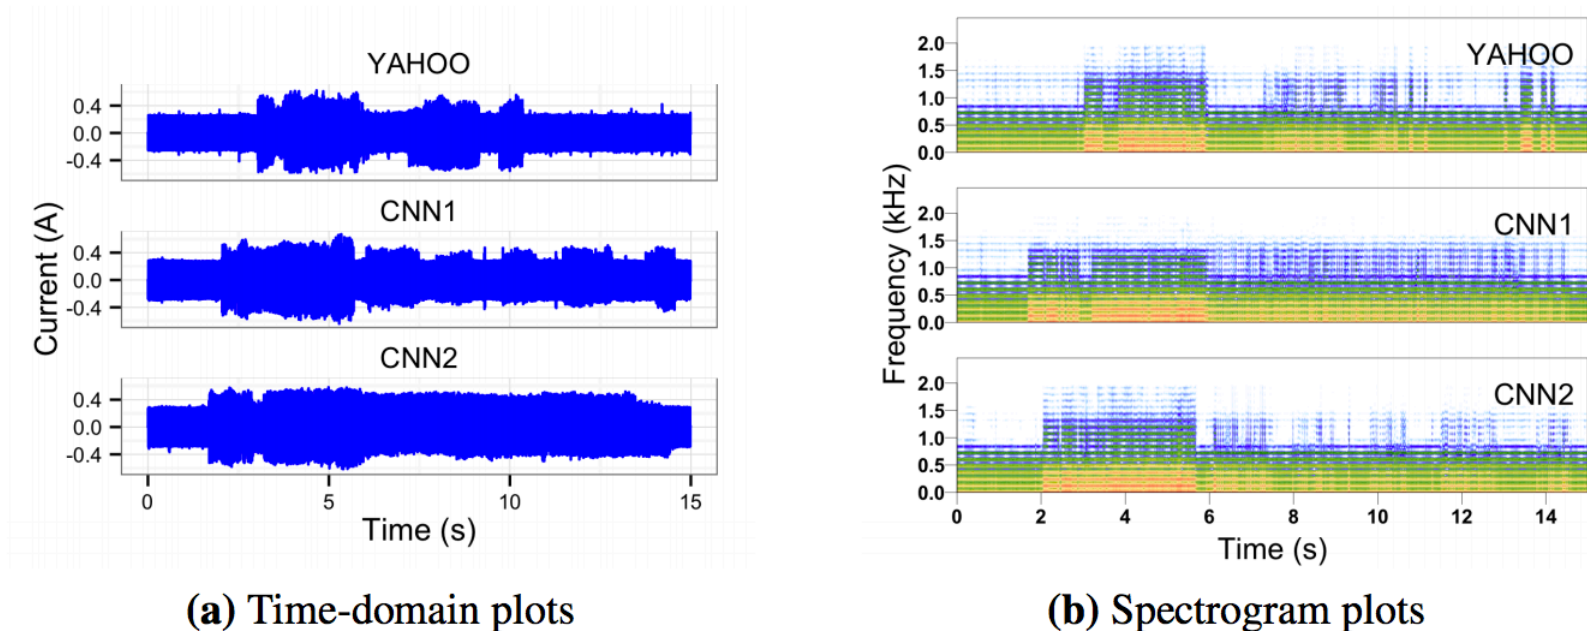 YAHOO
0.4
0.0
-0.4
CNN1
0.4
0.0
-0.4
CNN2
0.4
0.0
-0.4
0 5 10 15
Time (s)
Current (A)
(a) Time-domain plots
YAHOO
2.0
1.5
1.0
0.5
0.0
CNN1
2.0
1.5
1.0
0.5
0.0
CNN2
2.0
1.5
1.0
0.5
0.0
0 2 4 6 8 10 12 14
Time (s)
Frequency (kHz)
(b) Spectrogram plots